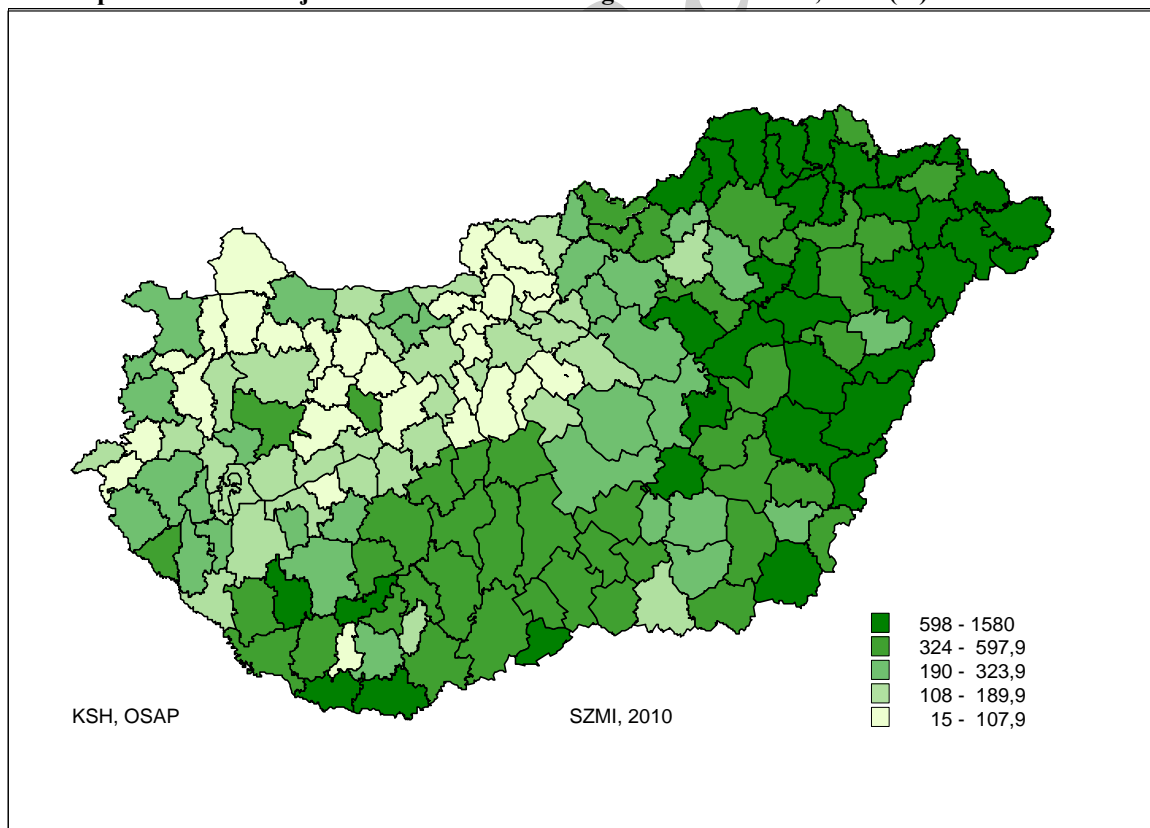 598 - 1580
324 - 597,9
190 - 323,9
108 - 189,9
15 - 107,9
KSH, OSAP
SZMI, 2010